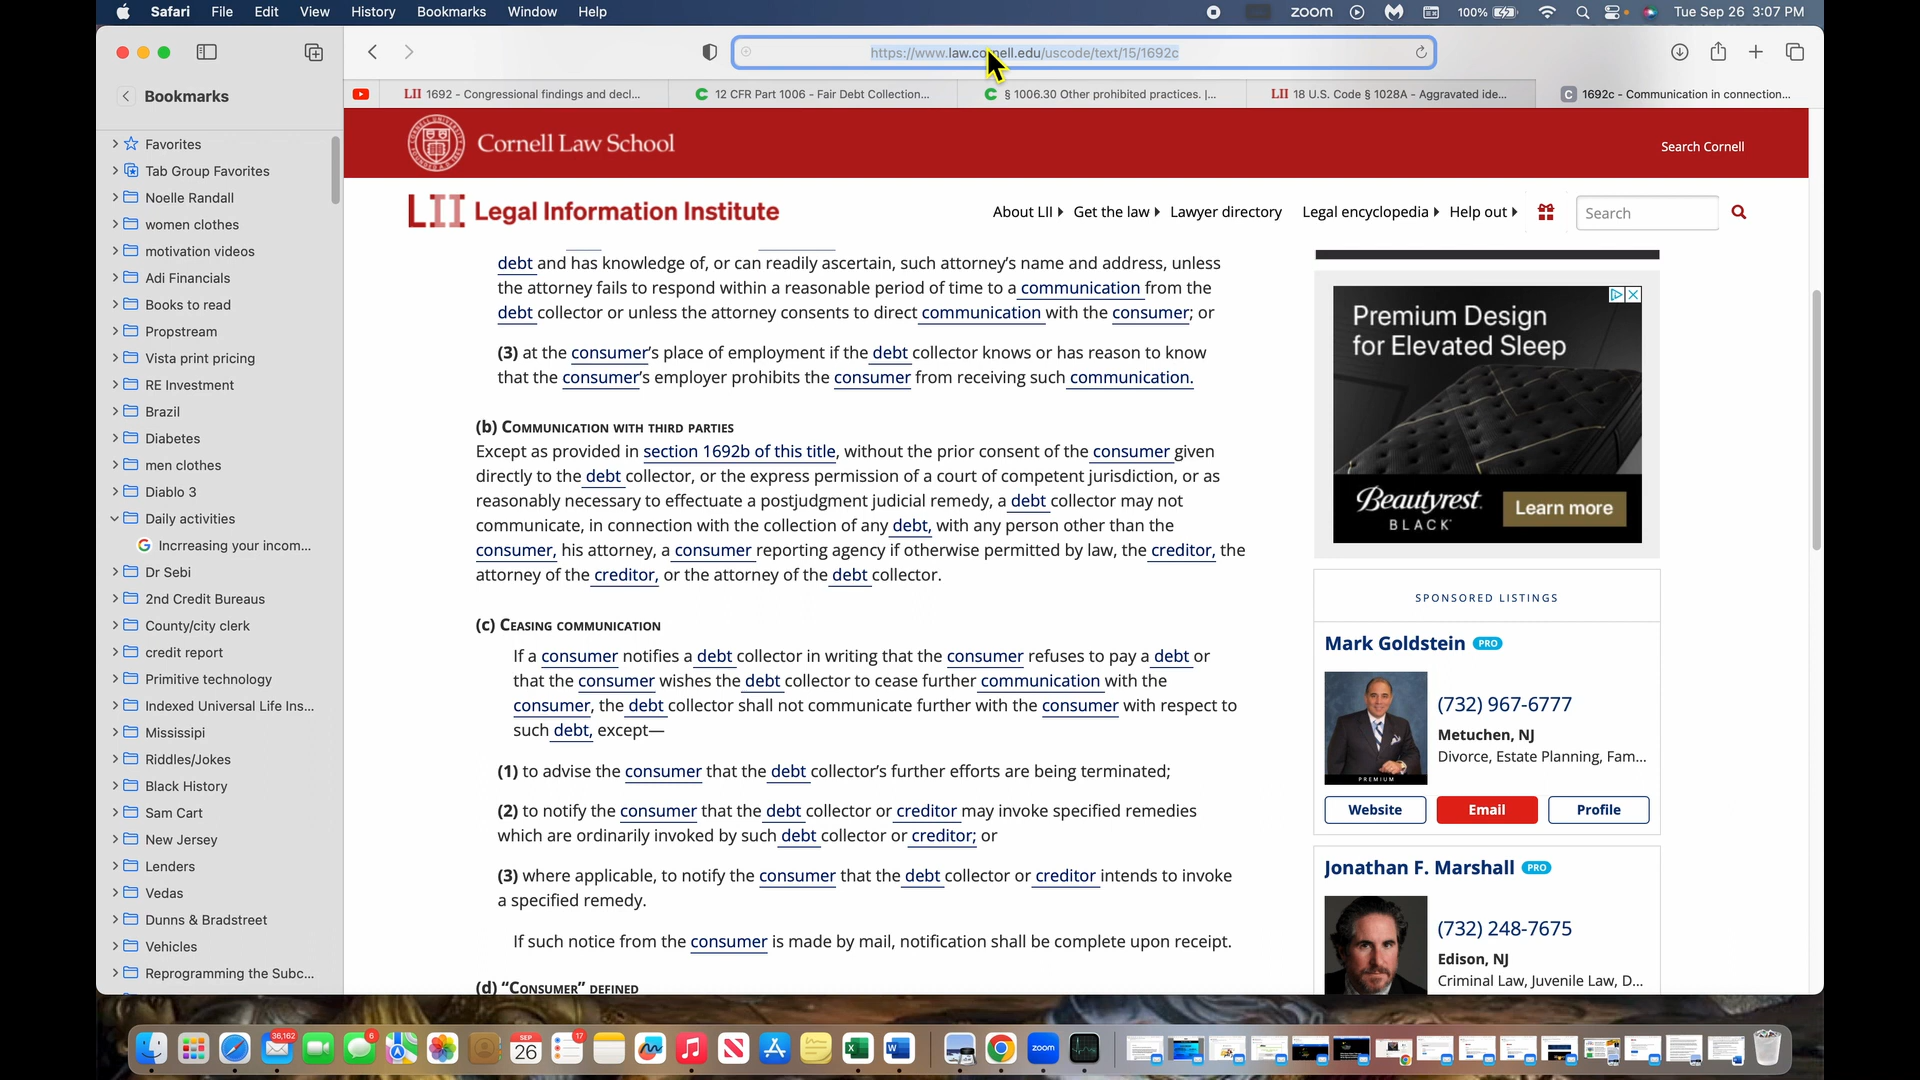 Safari File Edit View History Bookmarks Window Help
zoom 100% Tue Sep 26 3:07 PM
https://www.law.cornell.edu/uscode/text/15/1692c
LII 1692 - Congressional findings and decl...
12 CFR Part 1006 - Fair Debt Collection...
§ 1006.30 Other prohibited practices. |...
LII 18 U.S. Code § 1028A - Aggravated ide...
C 1692c - Communication in connection...
Bookmarks
Favorites
Tab Group Favorites
Noelle Randall
women clothes
motivation videos
Adi Financials
Books to read
Propstream
Vista print pricing
RE Investment
Brazil
Diabetes
men clothes
Diablo 3
Daily activities
Incrreasing your incom...
Dr Sebi
2nd Credit Bureaus
County/city clerk
credit report
Primitive technology
Indexed Universal Life Ins...
Mississipi
Riddles/Jokes
Black History
Sam Cart
New Jersey
Lenders
Vedas
Dunns & Bradstreet
Vehicles
Reprogramming the Subc...
Cornell Law School
Search Cornell
LII Legal Information Institute
About LII Get the law Lawyer directory Legal encyclopedia Help out
Search
debt and has knowledge of, or can readily ascertain, such attorney's name and address, unless
the attorney fails to respond within a reasonable period of time to a communication from the
debt collector or unless the attorney consents to direct communication with the consumer; or
(3) at the consumer's place of employment if the debt collector knows or has reason to know
that the consumer's employer prohibits the consumer from receiving such communication.
(b) Communication with third parties
Except as provided in section 1692b of this title, without the prior consent of the consumer given
directly to the debt collector, or the express permission of a court of competent jurisdiction, or as
reasonably necessary to effectuate a postjudgment judicial remedy, a debt collector may not
communicate, in connection with the collection of any debt, with any person other than the
consumer, his attorney, a consumer reporting agency if otherwise permitted by law, the creditor, the
attorney of the creditor, or the attorney of the debt collector.
(c) Ceasing communication
If a consumer notifies a debt collector in writing that the consumer refuses to pay a debt or
that the consumer wishes the debt collector to cease further communication with the
consumer, the debt collector shall not communicate further with the consumer with respect to
such debt, except—
(1) to advise the consumer that the debt collector's further efforts are being terminated;
(2) to notify the consumer that the debt collector or creditor may invoke specified remedies
which are ordinarily invoked by such debt collector or creditor; or
(3) where applicable, to notify the consumer that the debt collector or creditor intends to invoke
a specified remedy.
If such notice from the consumer is made by mail, notification shall be complete upon receipt.
(d) “Consumer” defined
Premium Design
for Elevated Sleep
Beautyrest
BLACK
Learn more
SPONSORED LISTINGS
Mark Goldstein PRO
(732) 967-6777
Metuchen, NJ
Divorce, Estate Planning, Fam...
PREMIUM
Website Email Profile
Jonathan F. Marshall PRO
(732) 248-7675
Edison, NJ
Criminal Law, Juvenile Law, D...
36,162
6
SEP
26
17
zoom